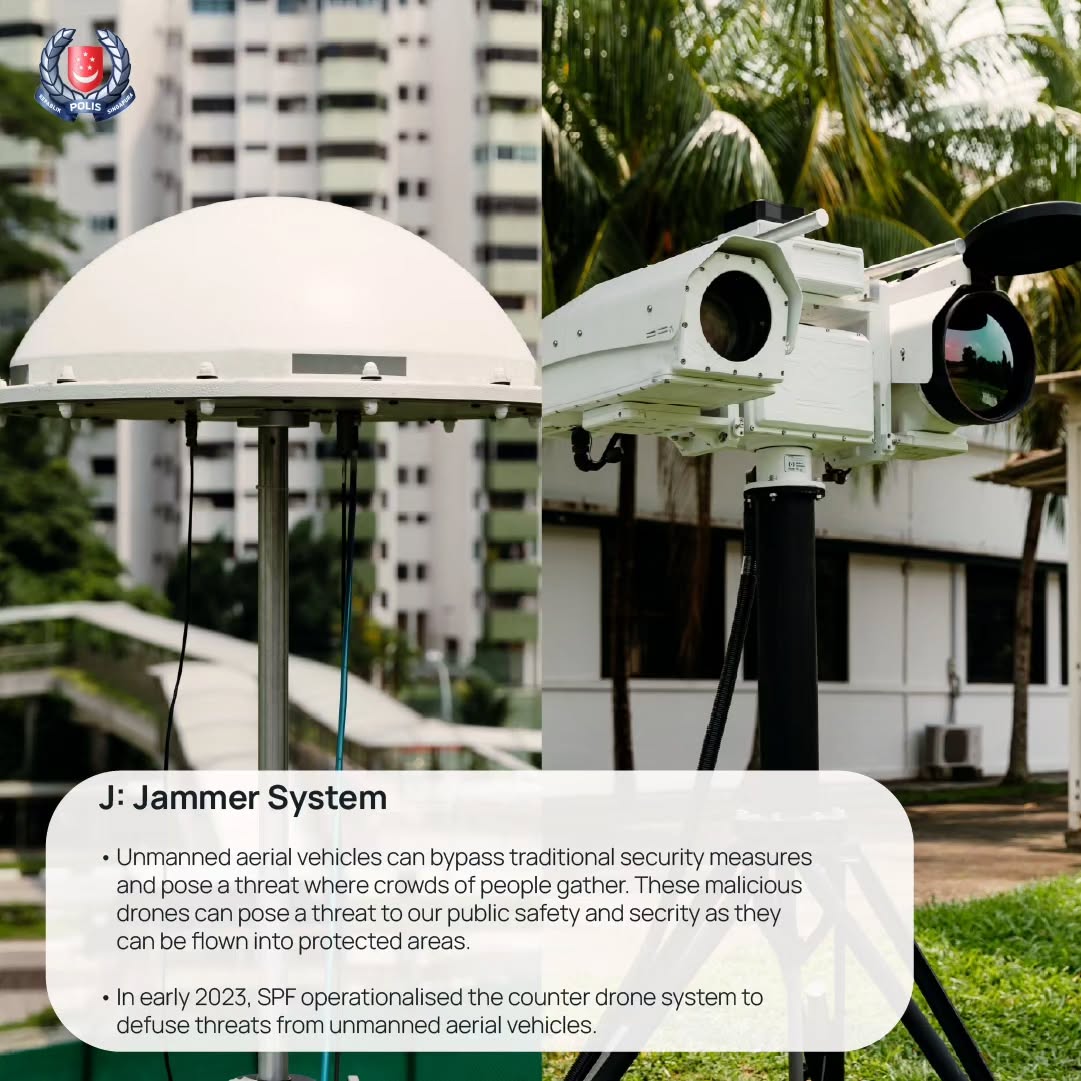 REPUBLIK POLIS SINGAPURA
J: Jammer System
• Unmanned aerial vehicles can bypass traditional security measures
and pose a threat where crowds of people gather. These malicious
drones can pose a threat to our public safety and secrity as they
can be flown into protected areas.
• In early 2023, SPF operationalised the counter drone system to
defuse threats from unmanned aerial vehicles.